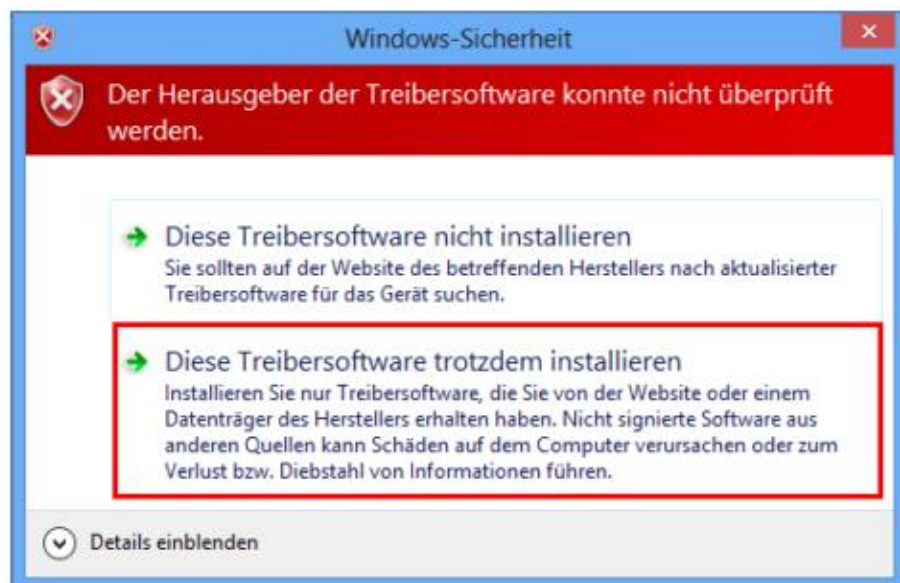 Windows-Sicherheit
Der Herausgeber der Treibersoftware konnte nicht überprüft
werden.
Diese Treibersoftware nicht installieren
Sie sollten auf der Website des betreffenden Herstellers nach aktualisierter
Treibersoftware für das Gerät suchen.
Diese Treibersoftware trotzdem installieren
Installieren Sie nur Treibersoftware, die Sie von der Website oder einem
Datenträger des Herstellers erhalten haben. Nicht signierte Software aus
anderen Quellen kann Schäden auf dem Computer verursachen oder zum
Verlust bzw. Diebstahl von Informationen führen.
Details einblenden